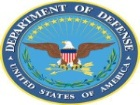 DEPARTMENT OF DEFENSE
UNITED STATES OF AMERICA